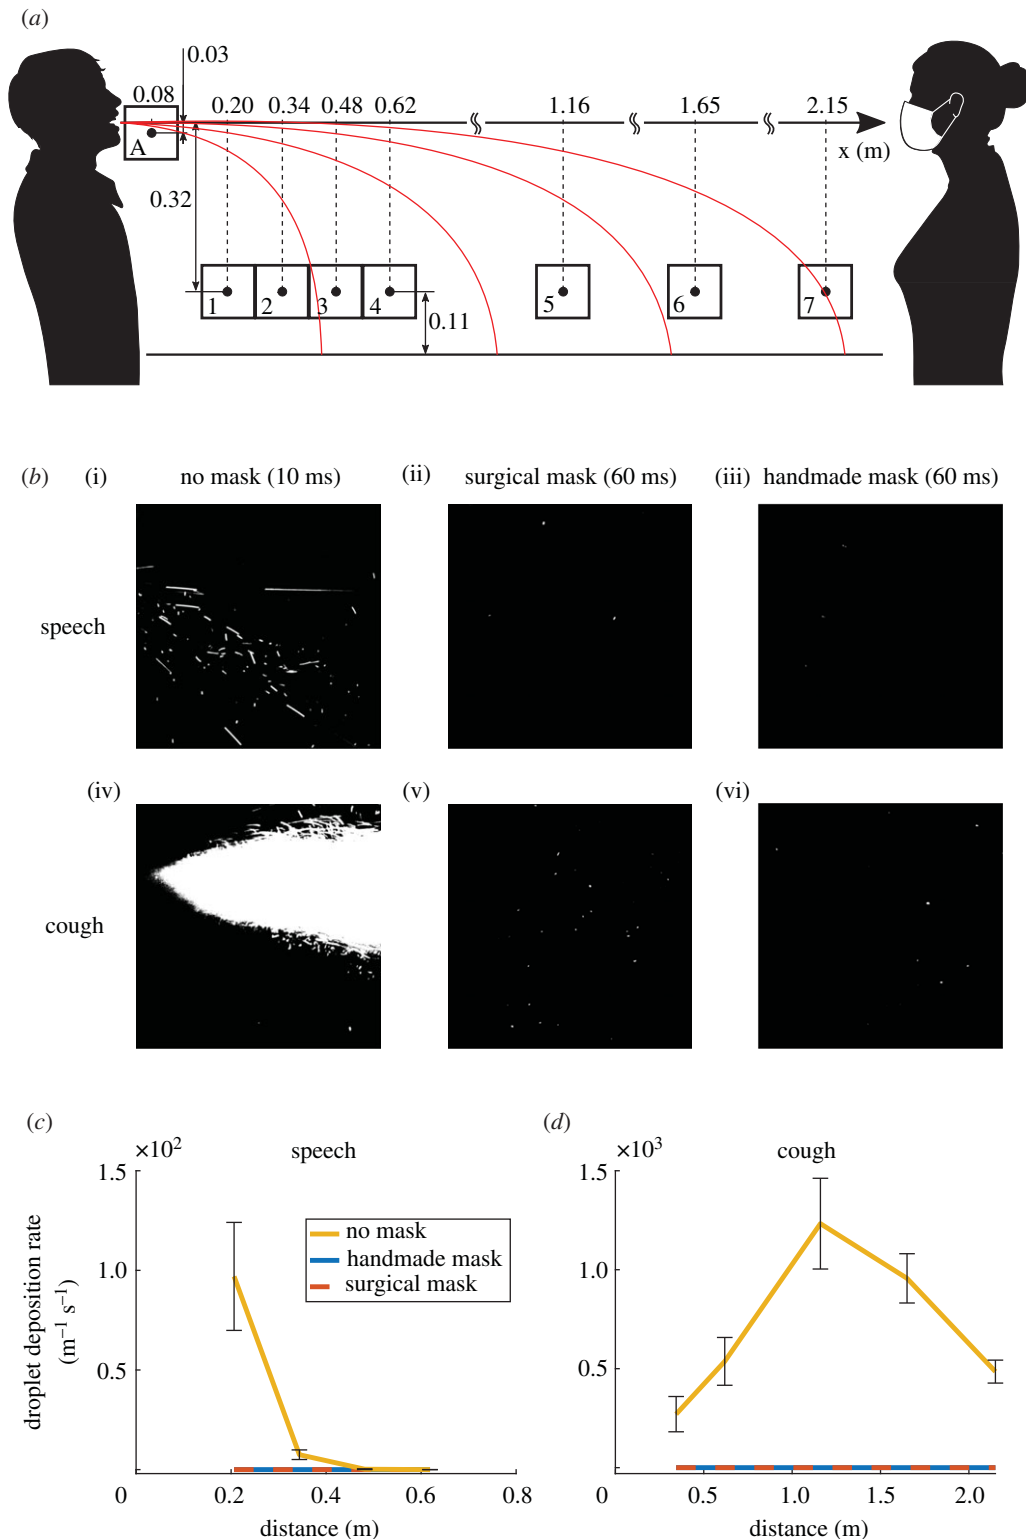 (a)
0.03
0.08
0.20 0.34 0.48 0.62 1.16 1.65 2.15
A
x (m)
0.32
1 2 3 4 5 6 7
0.11
(b) (i) no mask (10 ms) (ii) surgical mask (60 ms) (iii) handmade mask (60 ms)
speech
(iv) (v) (vi)
cough
(c)
×10²
speech
1.5
1.0
0.5
0 0.2 0.4 0.6 0.8
distance (m)
droplet deposition rate
(m⁻¹ s⁻¹)
no mask
handmade mask
surgical mask
(d)
×10³
cough
1.5
1.0
0.5
0 0.5 1.0 1.5 2.0
distance (m)